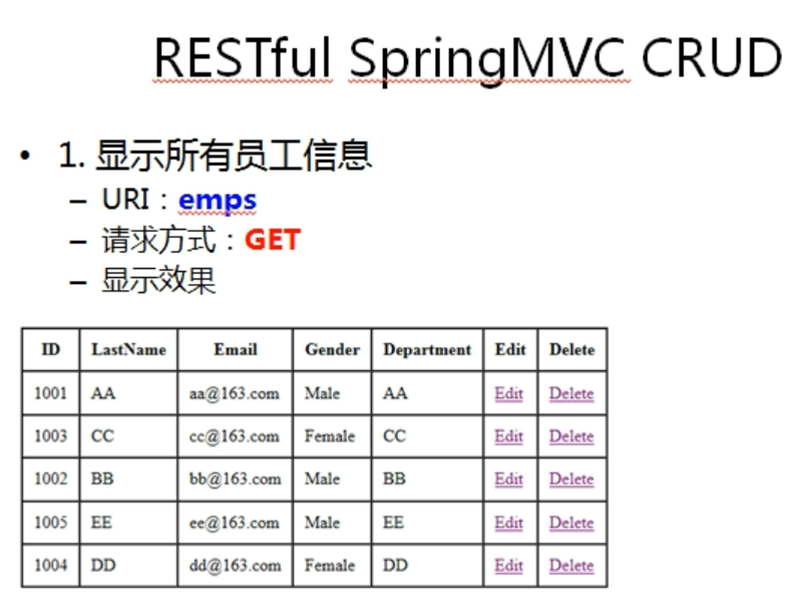 RESTful SpringMVC CRUD
• 1. 显示所有员工信息
– URI：emps
– 请求方式：GET
– 显示效果
ID LastName Email Gender Department Edit Delete
1001 AA aa@163.com Male AA Edit Delete
1003 CC cc@163.com Female CC Edit Delete
1002 BB bb@163.com Male BB Edit Delete
1005 EE ee@163.com Male EE Edit Delete
1004 DD dd@163.com Female DD Edit Delete